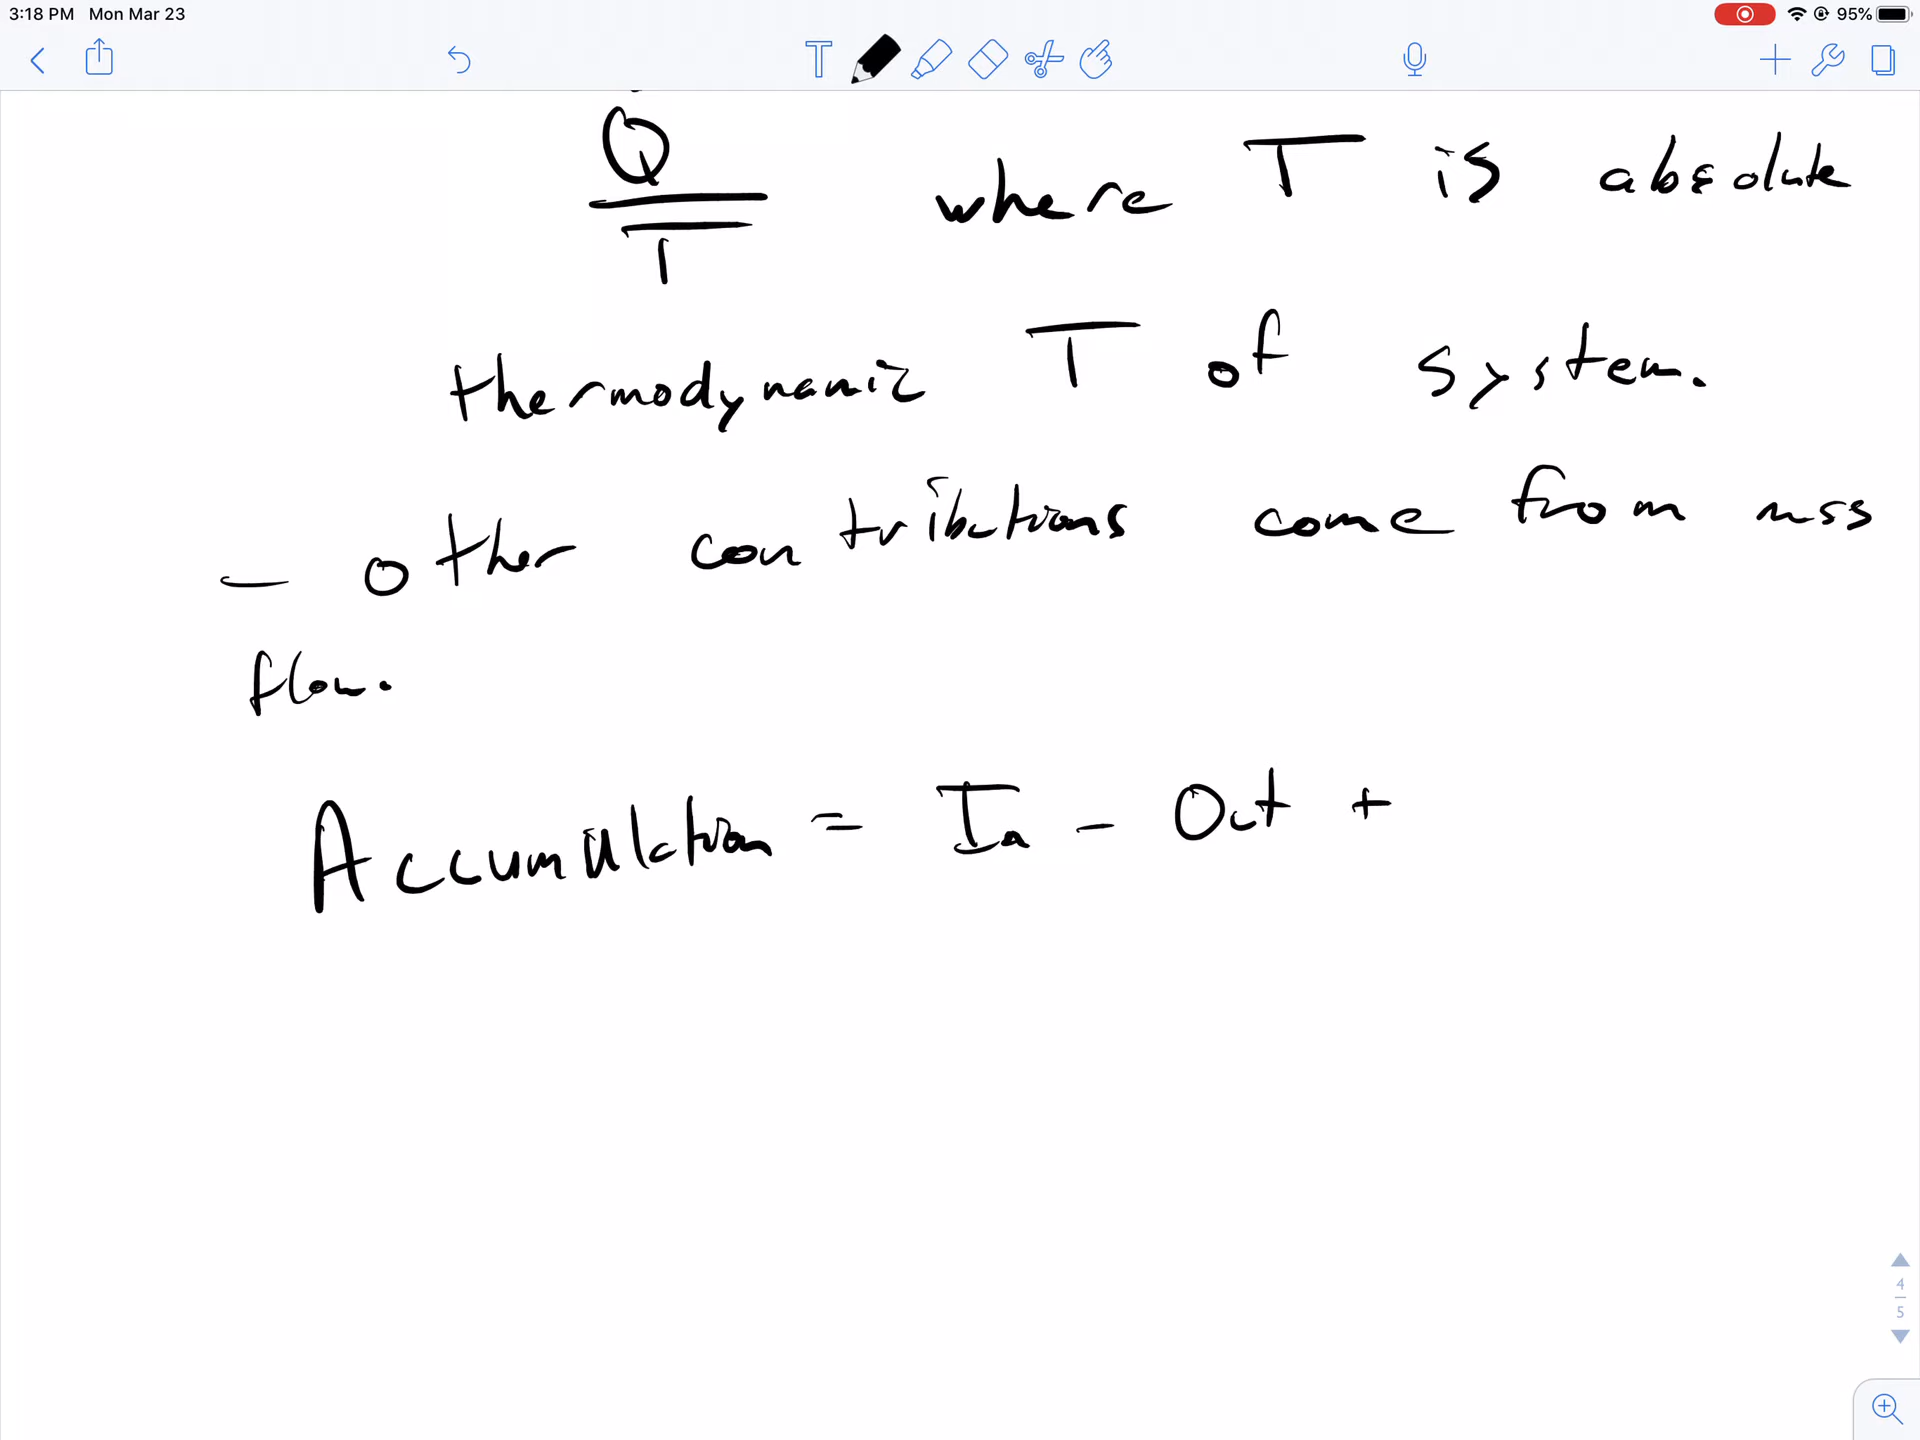 3:18 PM Mon Mar 23 95%
T
Q̇
where T is absolute
T
thermodynamic T of system.
– other contributions come from mss
flow.
Accumulation = In – Out +
4
5